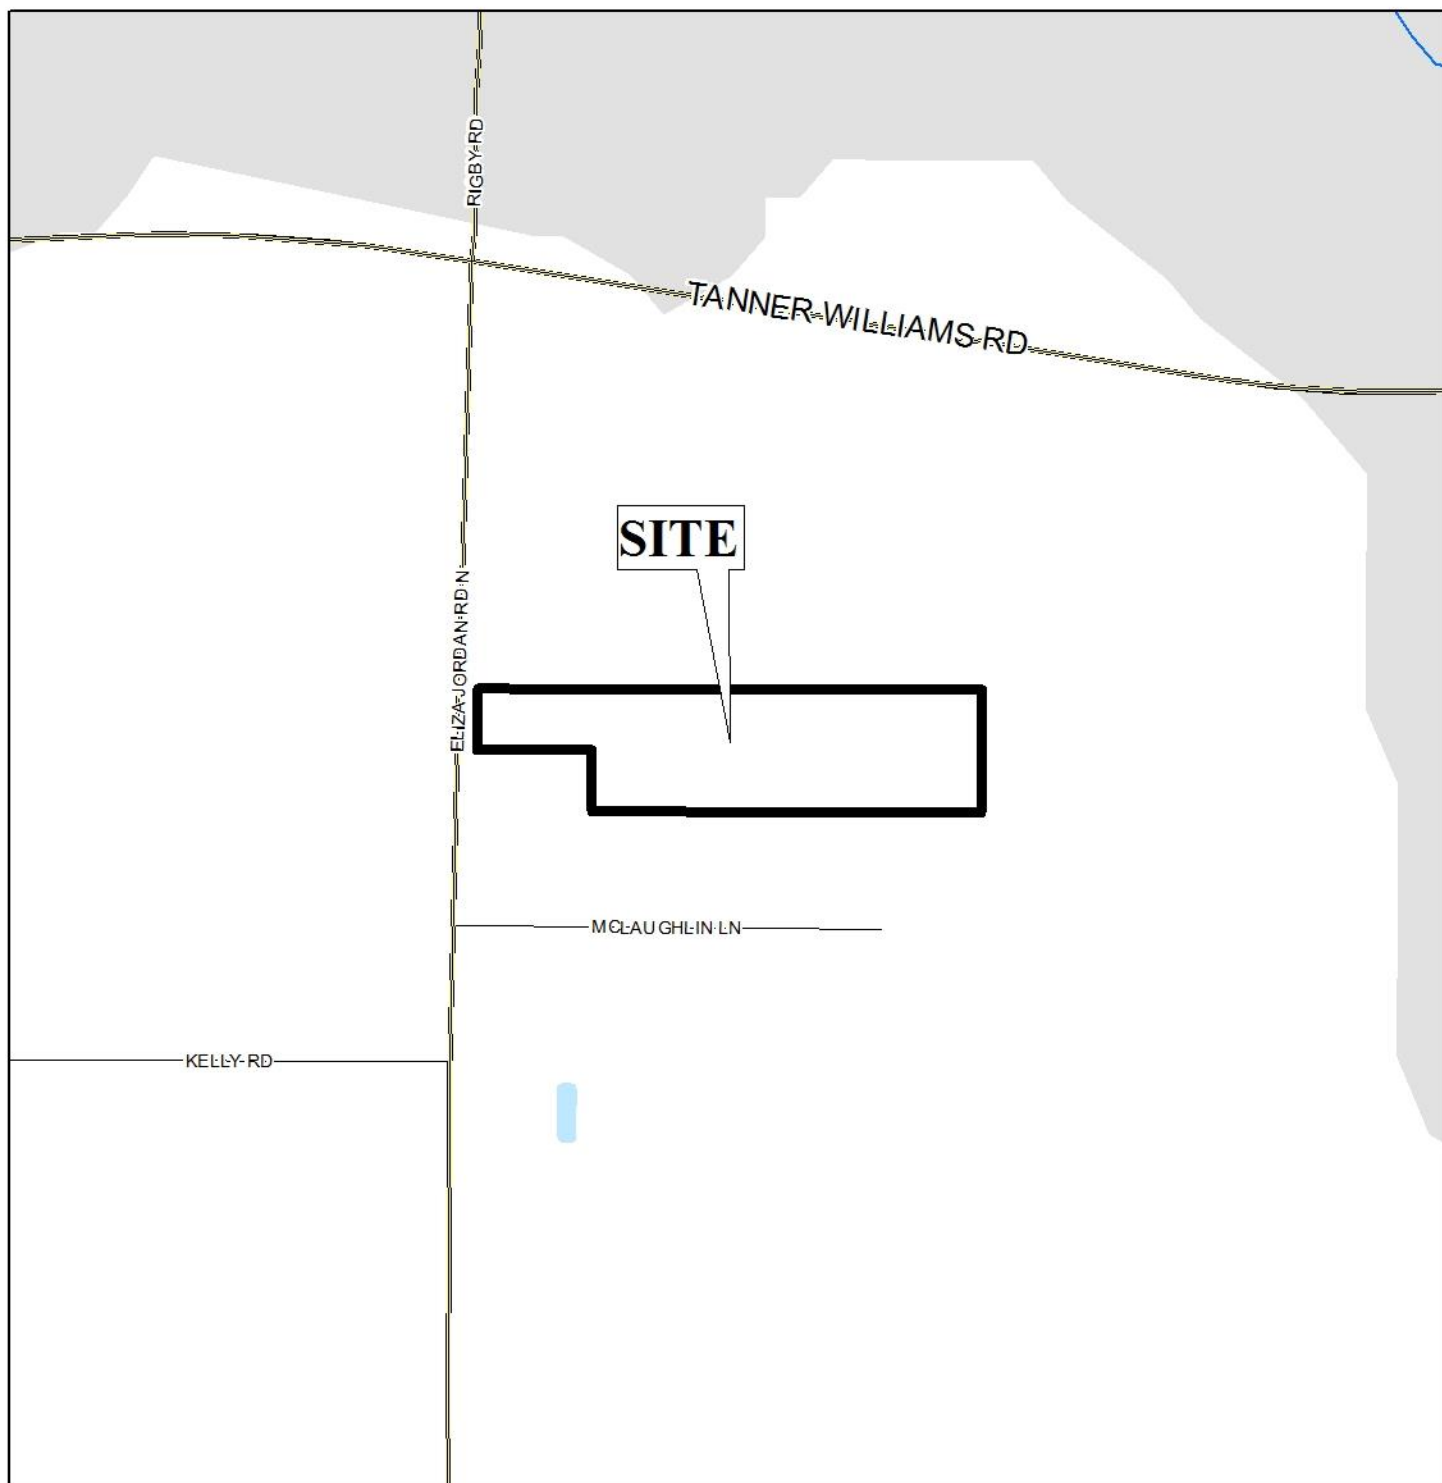 RIGBY RD
TANNER WILLIAMS RD
SITE
ELIZA JORDAN RD N
MCLAUGHLIN LN
KELLY RD